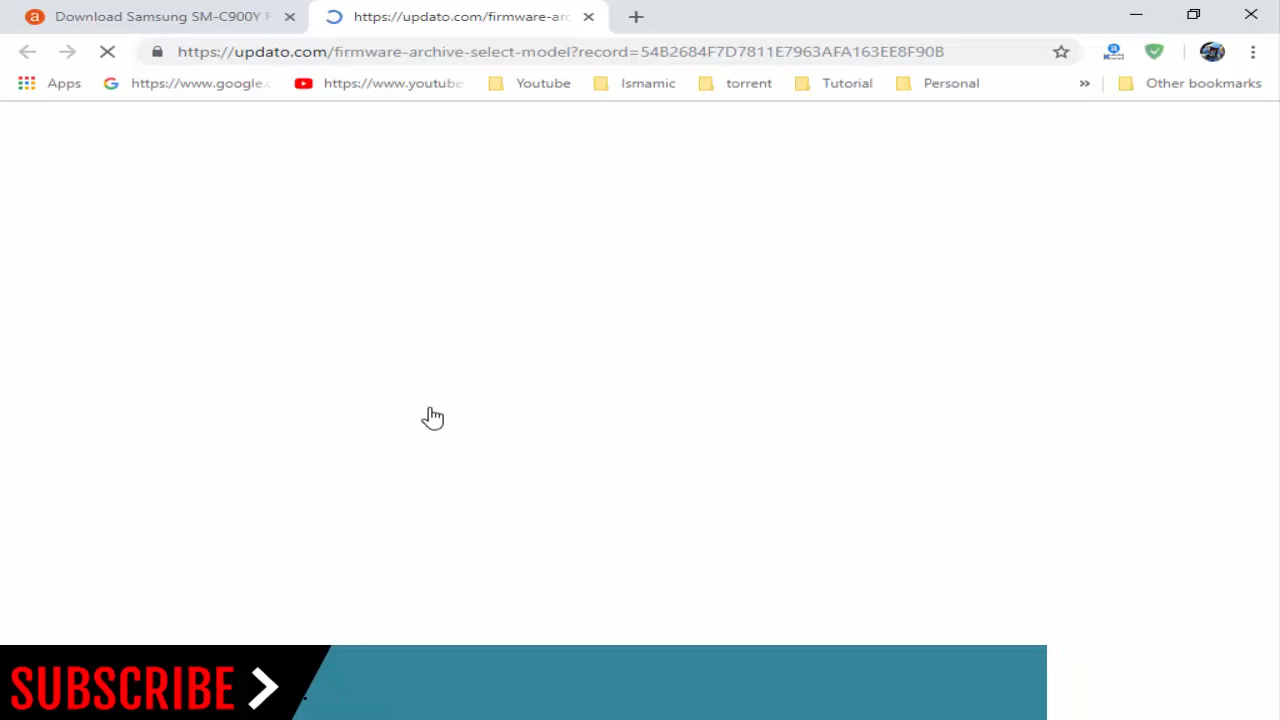 Download Samsung SM-C900Y F
https://updato.com/firmware-arc
https://updato.com/firmware-archive-select-model?record=54B2684F7D7811E7963AFA163EE8F90B
Apps https://www.google.c https://www.youtube Youtube Ismamic torrent Tutorial Personal » Other bookmarks
SUBSCRIBE